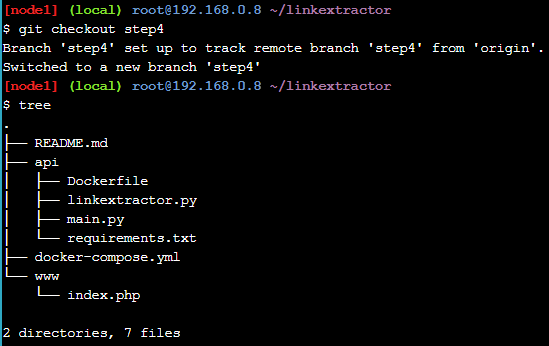 [node1] (local) root@192.168.0.8 ~/linkextractor
$ git checkout step4
Branch 'step4' set up to track remote branch 'step4' from 'origin'.
Switched to a new branch 'step4'
[node1] (local) root@192.168.0.8 ~/linkextractor
$ tree
.
├── README.md
├── api
│   ├── Dockerfile
│   ├── linkextractor.py
│   ├── main.py
│   └── requirements.txt
├── docker-compose.yml
└── www
    └── index.php

2 directories, 7 files